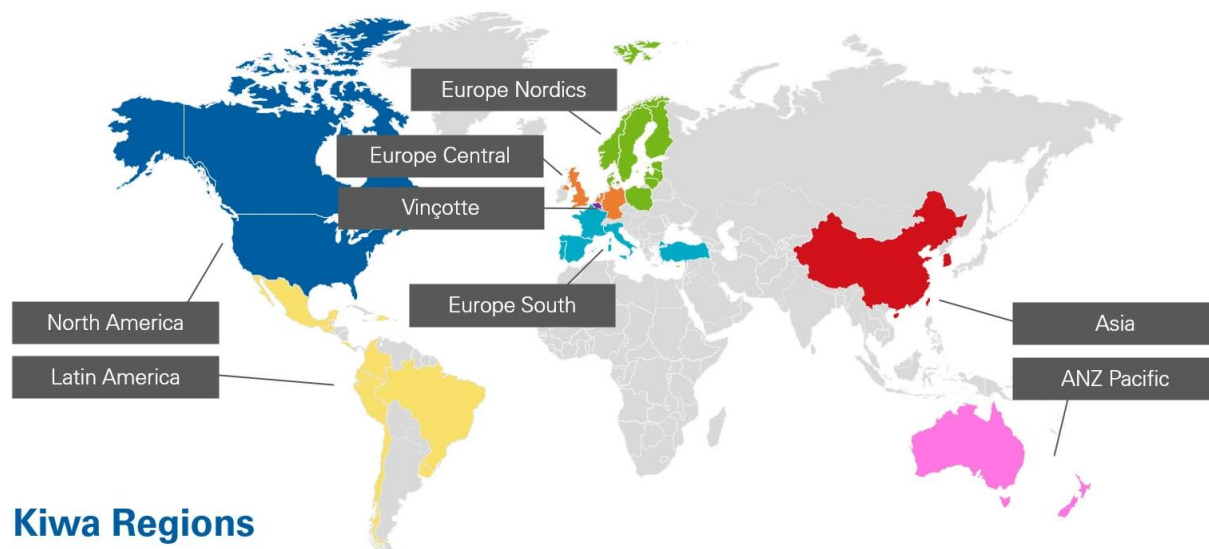 Europe Nordics
Europe Central
Vinçotte
Europe South
North America
Latin America
Asia
ANZ Pacific
Kiwa Regions